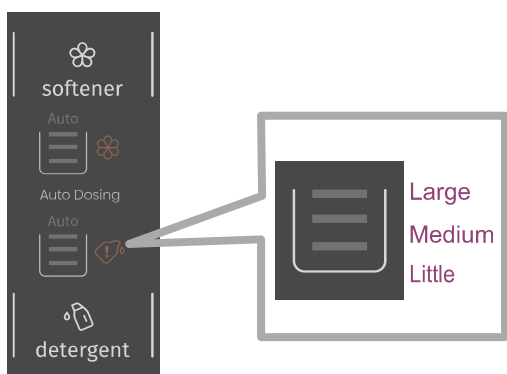 softener
Auto
Auto Dosing
Auto
detergent
Large
Medium
Little